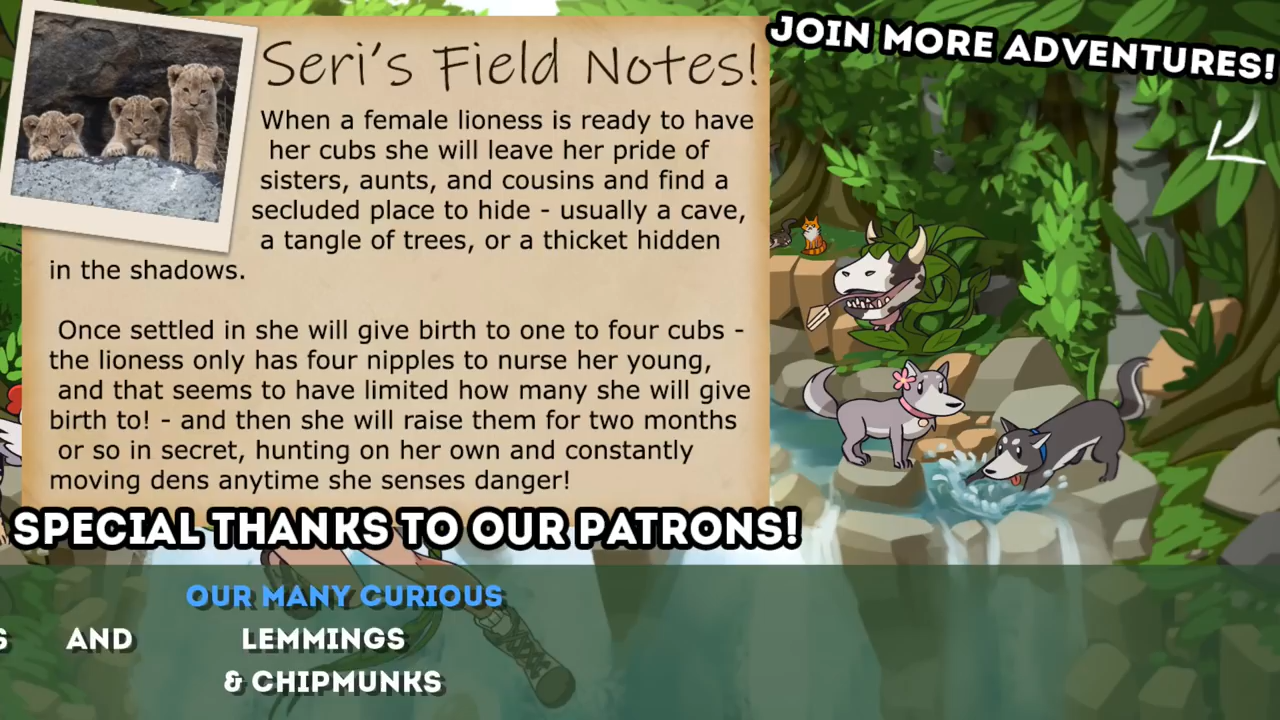 Seri's Field Notes!
When a female lioness is ready to have
her cubs she will leave her pride of
sisters, aunts, and cousins and find a
secluded place to hide - usually a cave,
a tangle of trees, or a thicket hidden
in the shadows.
Once settled in she will give birth to one to four cubs -
the lioness only has four nipples to nurse her young,
and that seems to have limited how many she will give
birth to! - and then she will raise them for two months
or so in secret, hunting on her own and constantly
moving dens anytime she senses danger!
JOIN MORE ADVENTURES!
SPECIAL THANKS TO OUR PATRONS!
OUR MANY CURIOUS
S AND LEMMINGS
& CHIPMUNKS